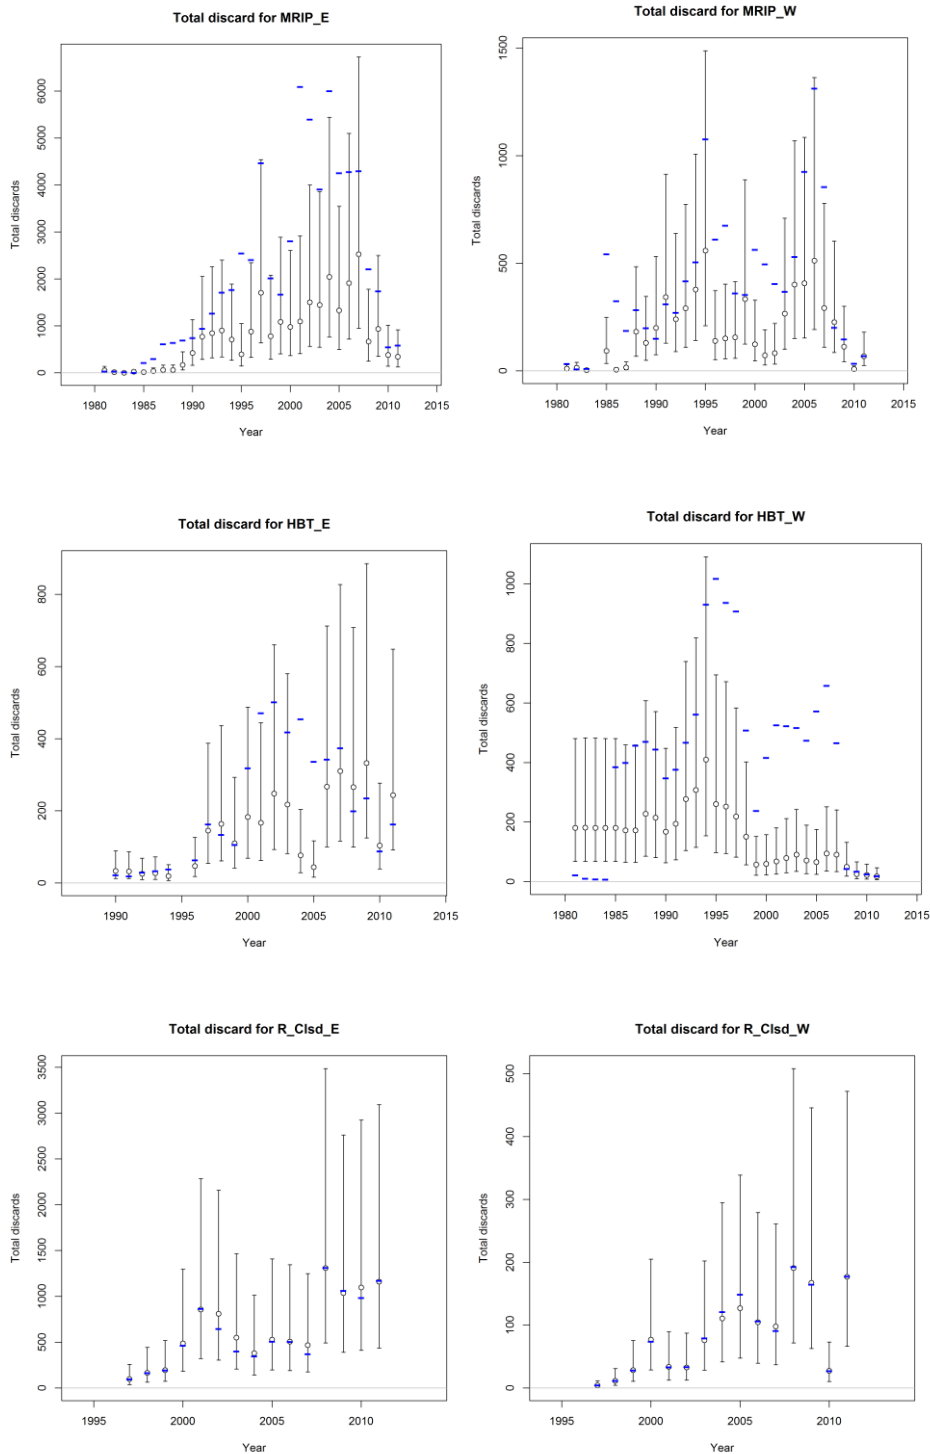 Total discard for MRIP_E
Total discards
0 1000 2000 3000 4000 5000 6000
1980 1985 1990 1995 2000 2005 2010 2015
Year
Total discard for MRIP_W
Total discards
0 500 1000 1500
1980 1985 1990 1995 2000 2005 2010 2015
Year
Total discard for HBT_E
Total discards
0 200 400 600 800
1990 1995 2000 2005 2010 2015
Year
Total discard for HBT_W
Total discards
0 200 400 600 800 1000
1980 1985 1990 1995 2000 2005 2010 2015
Year
Total discard for R_Clsd_E
Total discards
0 500 1000 1500 2000 2500 3000 3500
1995 2000 2005 2010
Year
Total discard for R_Clsd_W
Total discards
0 100 200 300 400 500
1995 2000 2005 2010
Year